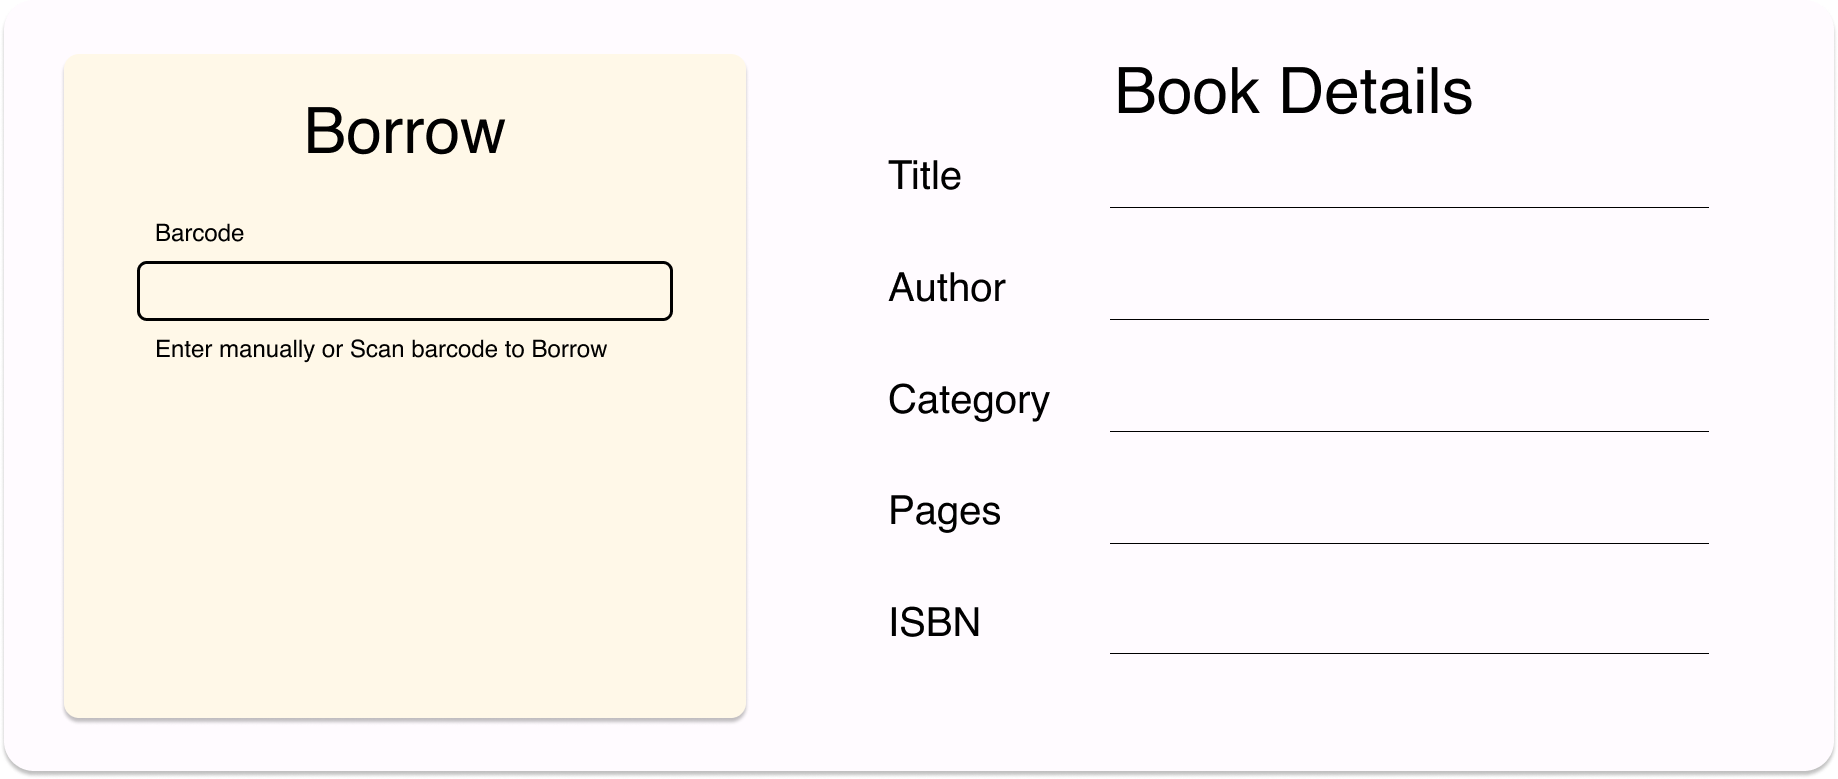 Borrow
Barcode
Enter manually or Scan barcode to Borrow
Book Details
Title
Author
Category
Pages
ISBN